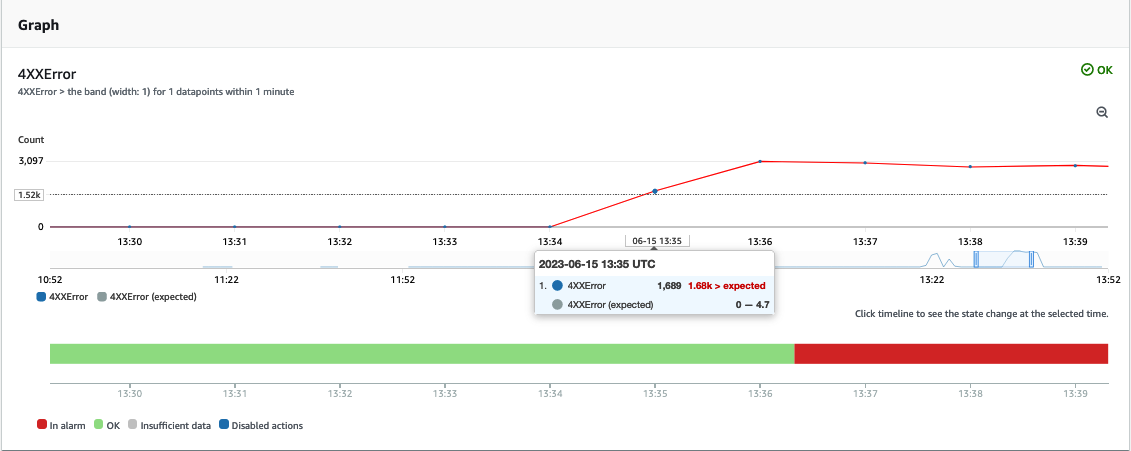 Graph
4XXError
OK
4XXError > the band (width: 1) for 1 datapoints within 1 minute
Count
3,097
1.52k
0
13:30 13:31 13:32 13:33 13:34 06-15 13:35 13:36 13:37 13:38 13:39
10:52 11:22 11:52 13:22 13:52
2023-06-15 13:35 UTC
1. 4XXError 1,689 1.68k > expected
4XXError (expected) 0 — 4.7
4XXError 4XXError (expected)
Click timeline to see the state change at the selected time.
13:30 13:31 13:32 13:33 13:34 13:35 13:36 13:37 13:38 13:39
In alarm OK Insufficient data Disabled actions